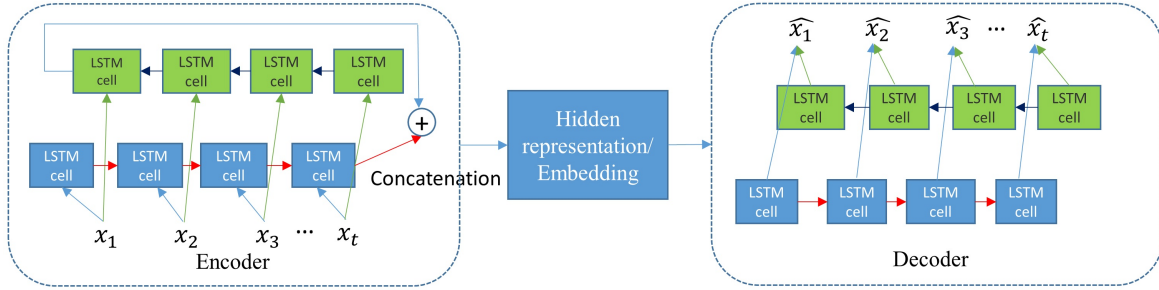 LSTM
cell
LSTM
cell
LSTM
cell
LSTM
cell
+
LSTM
cell
LSTM
cell
LSTM
cell
LSTM
cell
Concatenation
x₁ x₂ x₃ ... xₜ
Encoder
Hidden
representation/
Embedding
x̂₁ x̂₂ x̂₃ ... x̂ₜ
LSTM
cell
LSTM
cell
LSTM
cell
LSTM
cell
LSTM
cell
LSTM
cell
LSTM
cell
LSTM
cell
Decoder